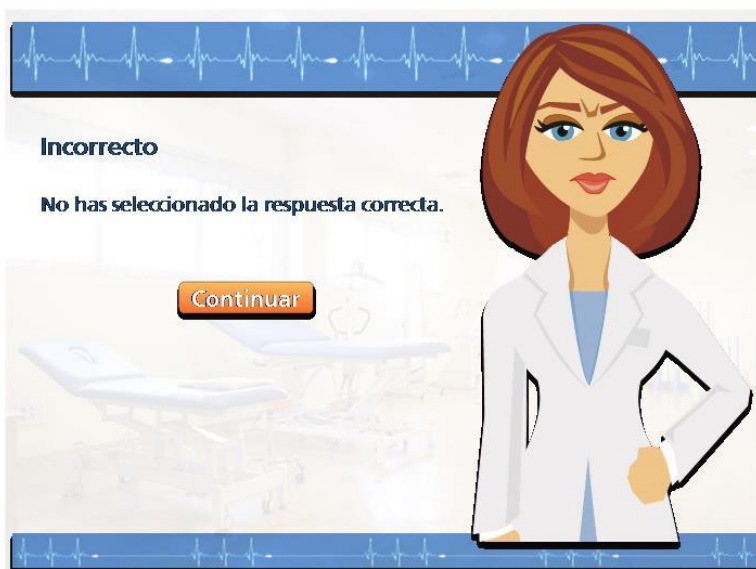 Incorrecto
No has seleccionado la respuesta correcta.
Continuar